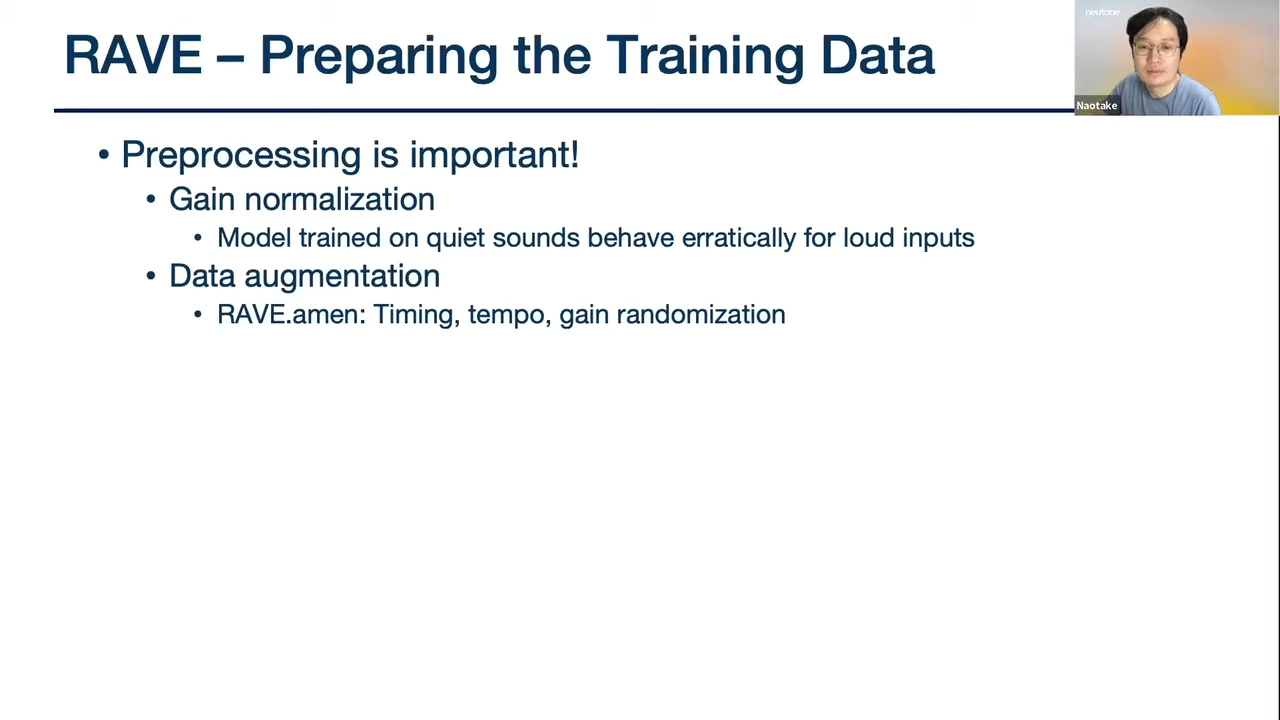 RAVE – Preparing the Training Data
neutone
Naotake
• Preprocessing is important!
• Gain normalization
• Model trained on quiet sounds behave erratically for loud inputs
• Data augmentation
• RAVE.amen: Timing, tempo, gain randomization